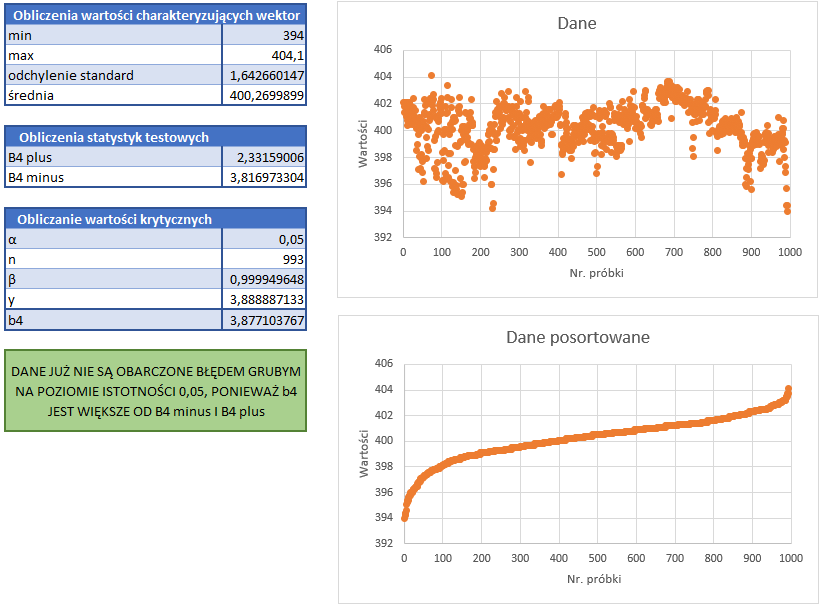 Obliczenia wartości charakteryzujących wektor
min 394
max 404,1
odchylenie standard 1,642660147
średnia 400,2699899
Obliczenia statystyk testowych
B4 plus 2,33159006
B4 minus 3,816973304
Obliczanie wartości krytycznych
α 0,05
n 993
β 0,999949648
γ 3,888887133
b4 3,877103767
DANE JUŻ NIE SĄ OBARCZONE BŁĘDEM GRUBYM
NA POZIOMIE ISTOTNOŚCI 0,05, PONIEWAŻ b4
JEST WIĘKSZE OD B4 minus I B4 plus
Dane
Wartości
406
404
402
400
398
396
394
392
0 100 200 300 400 500 600 700 800 900 1000
Nr. próbki
Dane posortowane
Wartości
406
404
402
400
398
396
394
392
0 100 200 300 400 500 600 700 800 900 1000
Nr. próbki